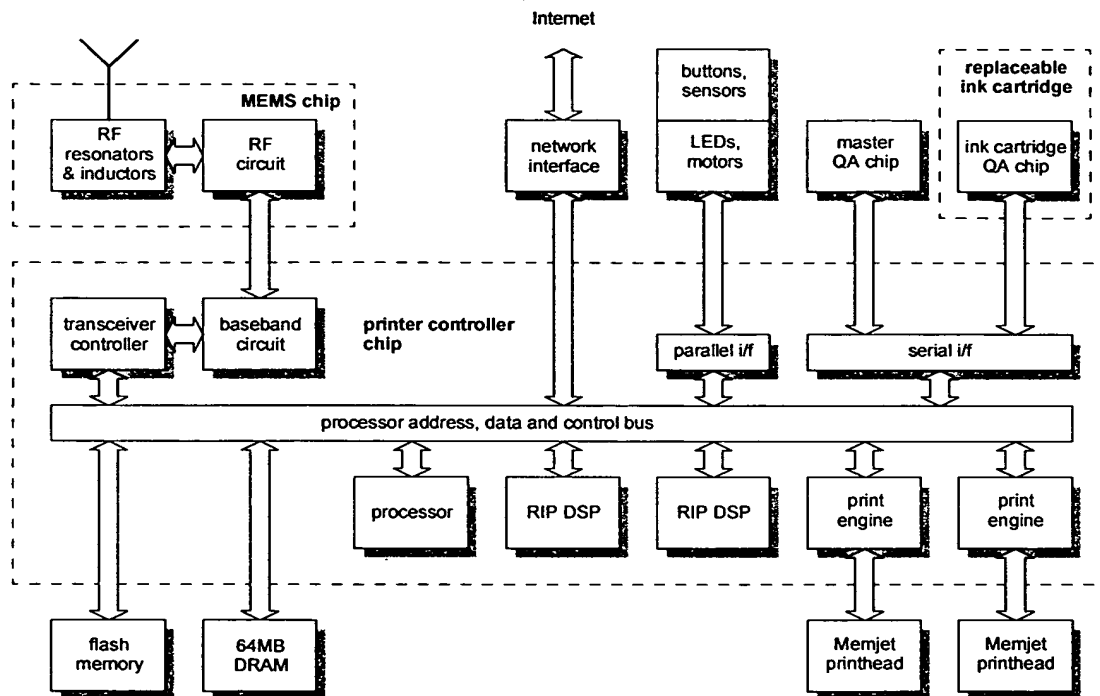 Internet
MEMS chip
RF
resonators
& inductors
RF
circuit
network
interface
buttons,
sensors
LEDs,
motors
master
QA chip
replaceable
ink cartridge
ink cartridge
QA chip
transceiver
controller
baseband
circuit
printer controller
chip
parallel i/f
serial i/f
processor address, data and control bus
processor
RIP DSP
RIP DSP
print
engine
print
engine
flash
memory
64MB
DRAM
Memjet
printhead
Memjet
printhead